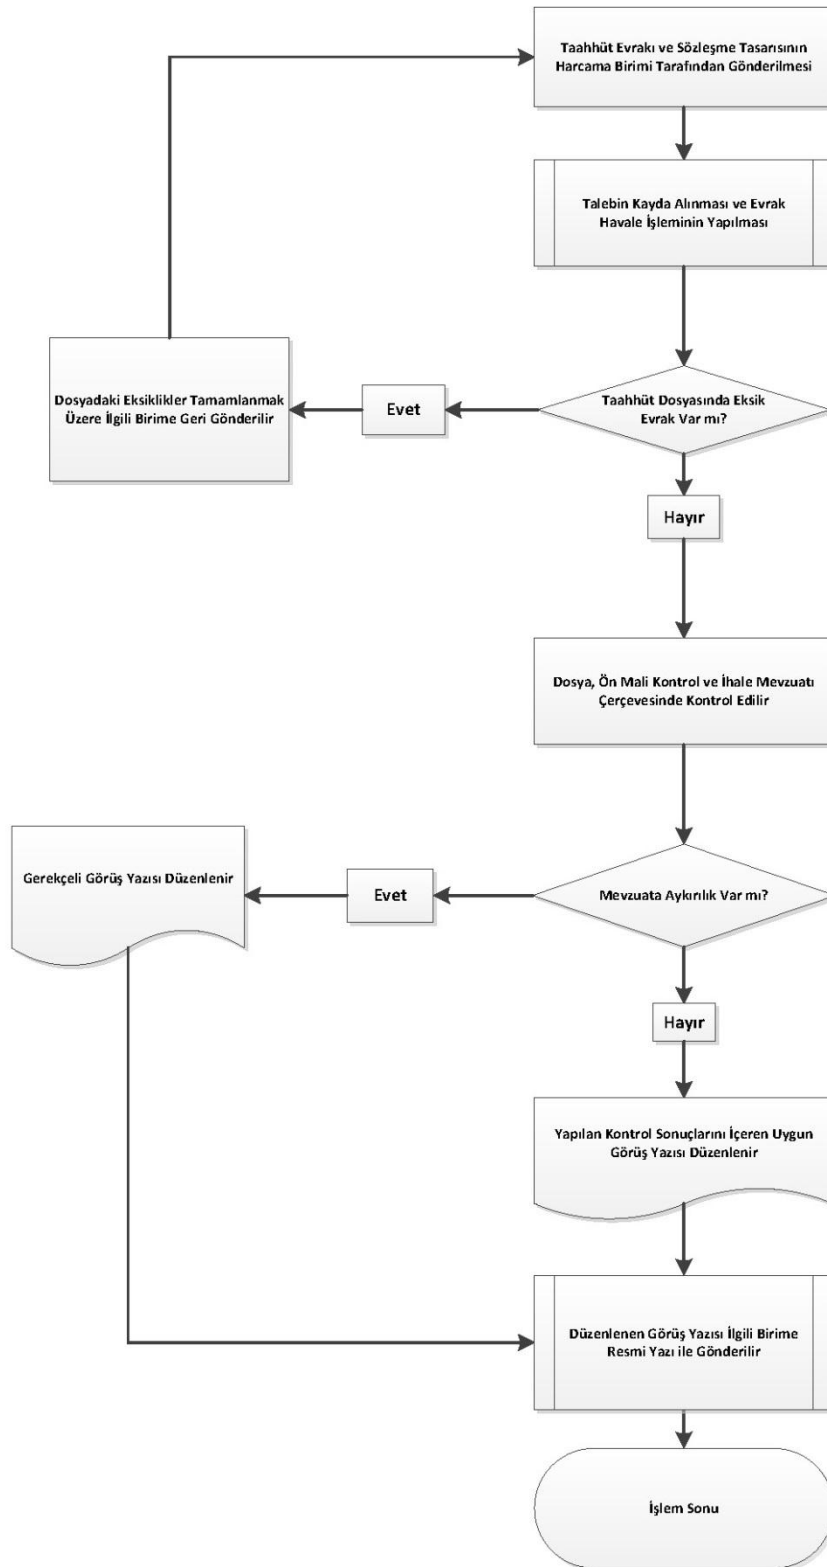 Taahhüt Evrakı ve Sözleşme Tasarısının
Harcama Birimi Tarafından Gönderilmesi
Talebin Kayda Alınması ve Evrak
Havale İşleminin Yapılması
Taahhüt Dosyasında Eksik
Evrak Var mı?
Evet
Dosyadaki Eksiklikler Tamamlanmak
Üzere İlgili Birime Geri Gönderilir
Hayır
Dosya, Ön Mali Kontrol ve İhale Mevzuatı
Çerçevesinde Kontrol Edilir
Mevzuata Aykırılık Var mı?
Evet
Gerekçeli Görüş Yazısı Düzenlenir
Hayır
Yapılan Kontrol Sonuçlarını İçeren Uygun
Görüş Yazısı Düzenlenir
Düzenlenen Görüş Yazısı İlgili Birime
Resmi Yazı ile Gönderilir
İşlem Sonu